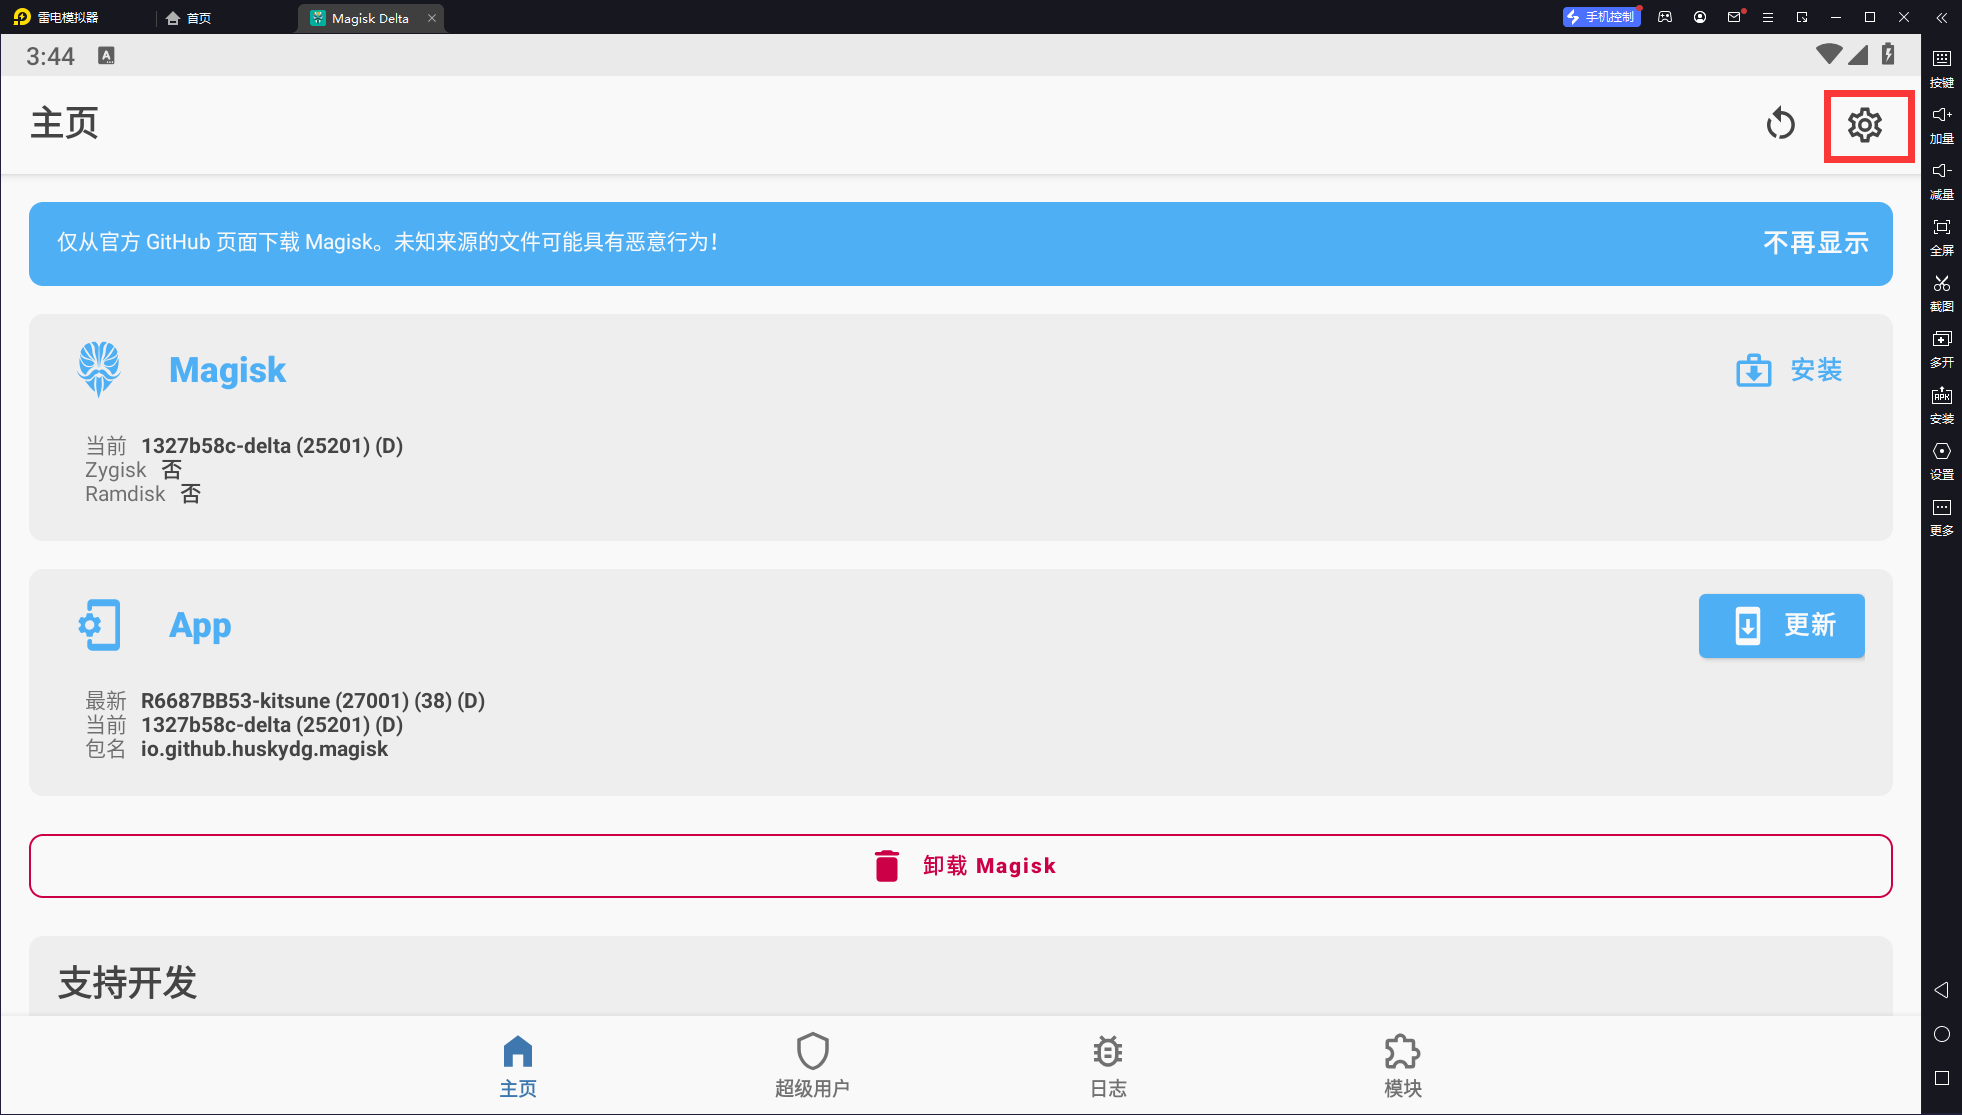 雷电模拟器
首页
Magisk Delta
手机控制
3:44
A
主页
仅从官方 GitHub 页面下载 Magisk。未知来源的文件可能具有恶意行为！
不再显示
Magisk
安装
当前 1327b58c-delta (25201) (D)
Zygisk 否
Ramdisk 否
App
更新
最新 R6687BB53-kitsune (27001) (38) (D)
当前 1327b58c-delta (25201) (D)
包名 io.github.huskydg.magisk
卸载 Magisk
支持开发
主页
超级用户
日志
模块
按键
加量
减量
全屏
截图
多开
APK
安装
设置
更多